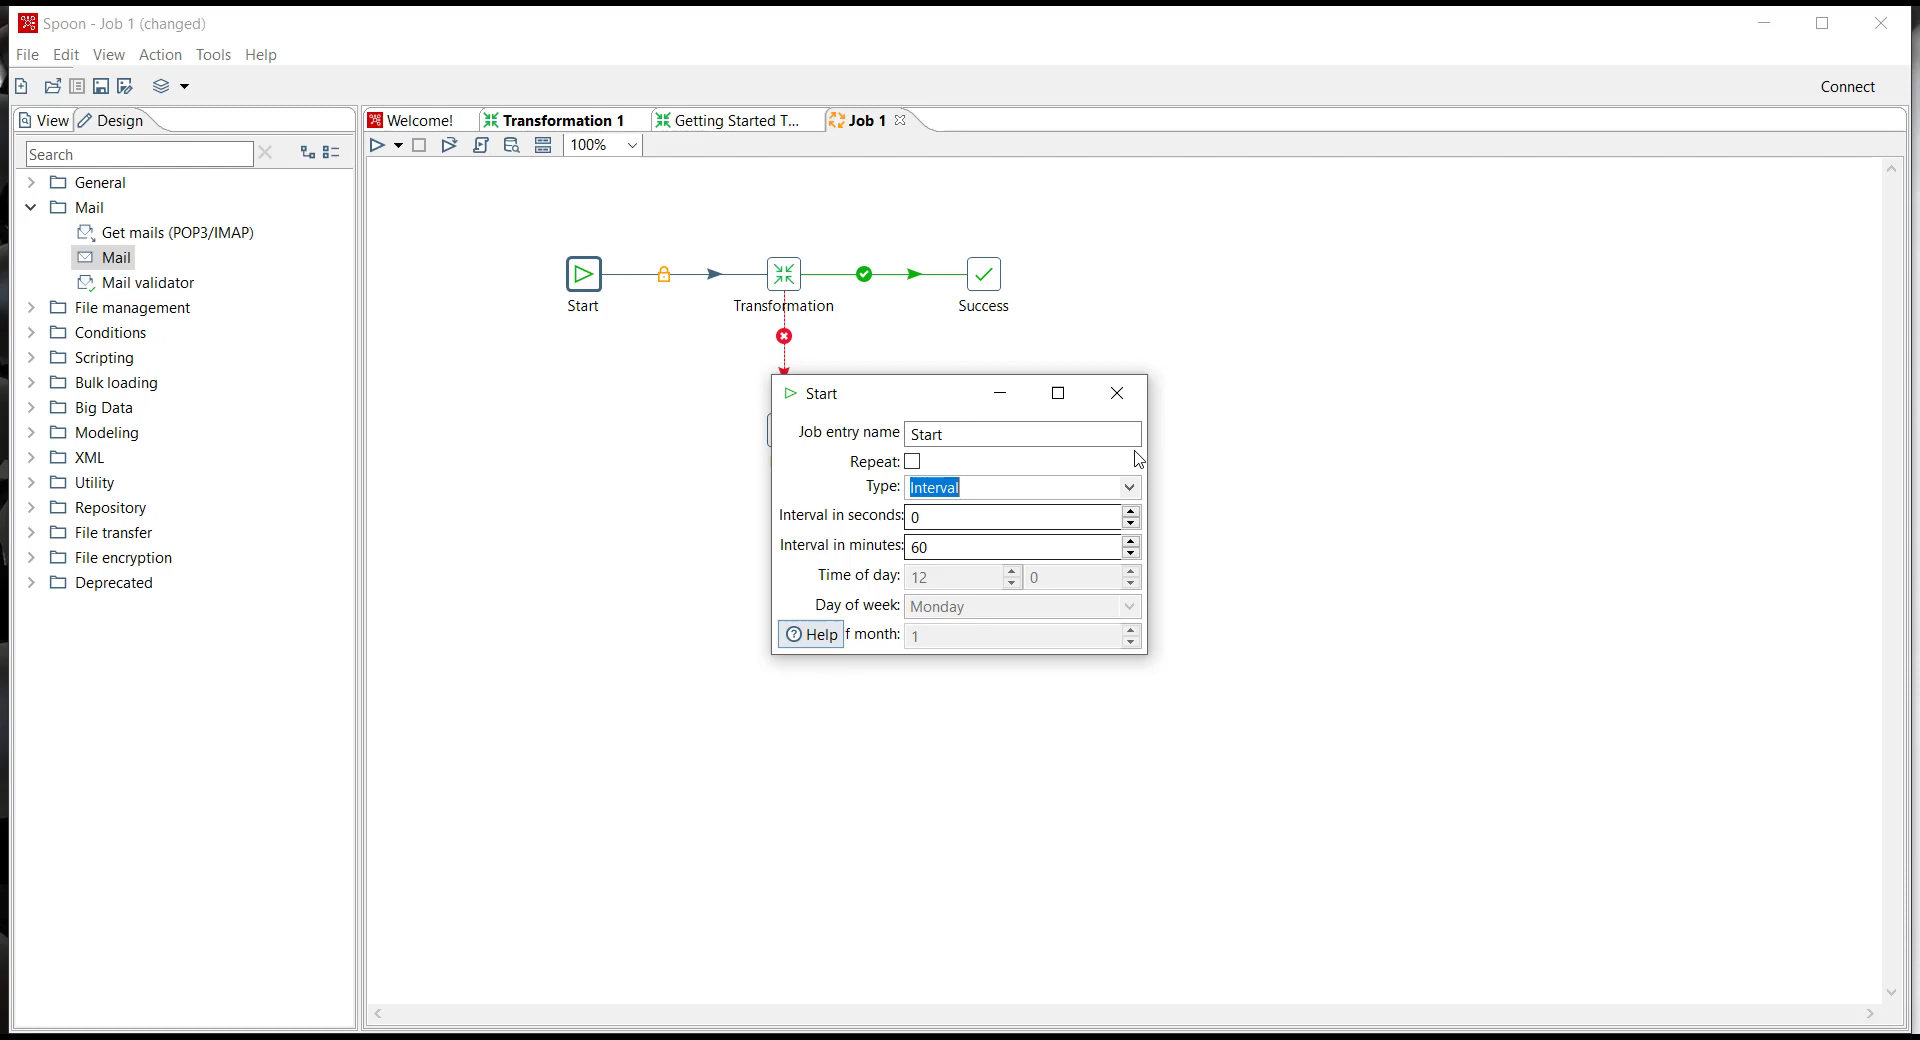 Spoon - Job 1 (changed)
File Edit View Action Tools Help
Connect
View Design
Welcome! Transformation 1 Getting Started T... Job 1
Search
100%
General
Mail
Get mails (POP3/IMAP)
Mail
Mail validator
File management
Conditions
Scripting
Bulk loading
Big Data
Modeling
XML
Utility
Repository
File transfer
File encryption
Deprecated
Start Transformation Success
Start
Job entry name Start
Repeat:
Type: Interval
Interval in seconds: 0
Interval in minutes: 60
Time of day: 12 0
Day of week: Monday
Help f month: 1